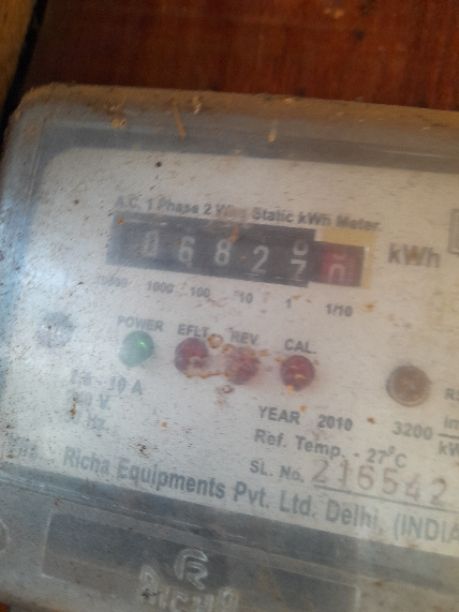 A.C. 1 Phase 2 Wire Static kWh Meter.
0 6 8 2 7 0 kWh
10000 1000 100 10 1 1/10
POWER EFLT REV. CAL.
10 A
YEAR 2010 3200
Ref. Temp. - 27°C
SL. No. 216542
Richa Equipments Pvt. Ltd. Delhi, (INDIA